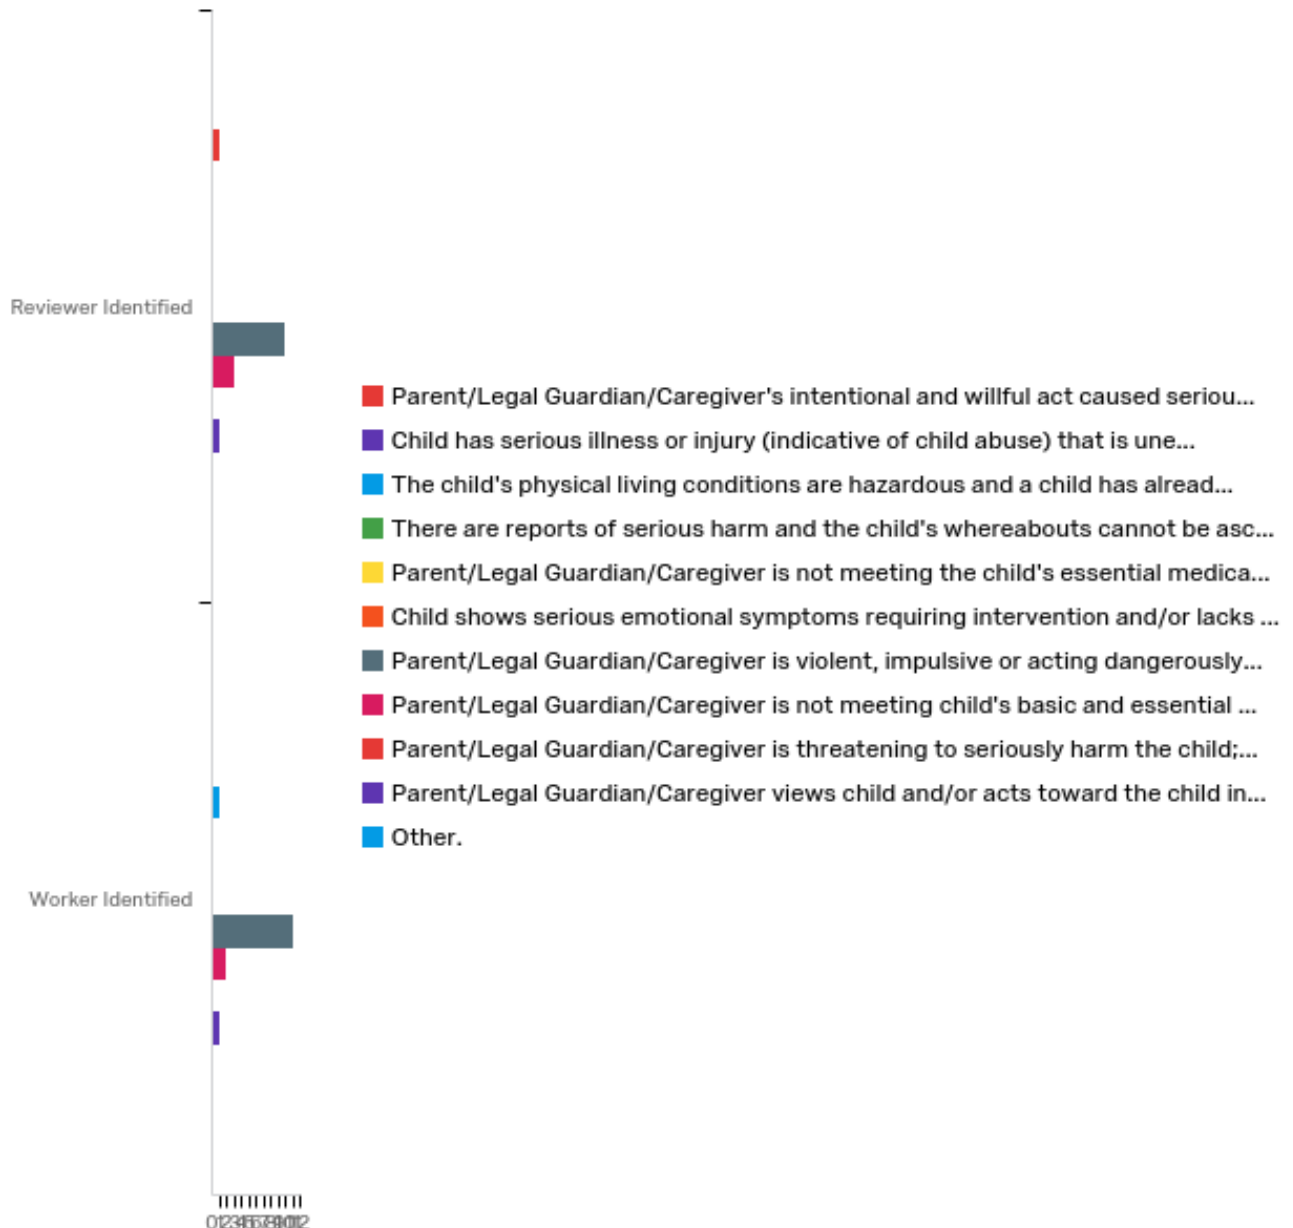 Reviewer Identified
Parent/Legal Guardian/Caregiver's intentional and willful act caused seriou...
Child has serious illness or injury (indicative of child abuse) that is une...
The child's physical living conditions are hazardous and a child has alread...
There are reports of serious harm and the child's whereabouts cannot be asc...
Parent/Legal Guardian/Caregiver is not meeting the child's essential medica...
Child shows serious emotional symptoms requiring intervention and/or lacks ...
Parent/Legal Guardian/Caregiver is violent, impulsive or acting dangerously...
Parent/Legal Guardian/Caregiver is not meeting child's basic and essential ...
Parent/Legal Guardian/Caregiver is threatening to seriously harm the child;...
Parent/Legal Guardian/Caregiver views child and/or acts toward the child in...
Other.
Worker Identified